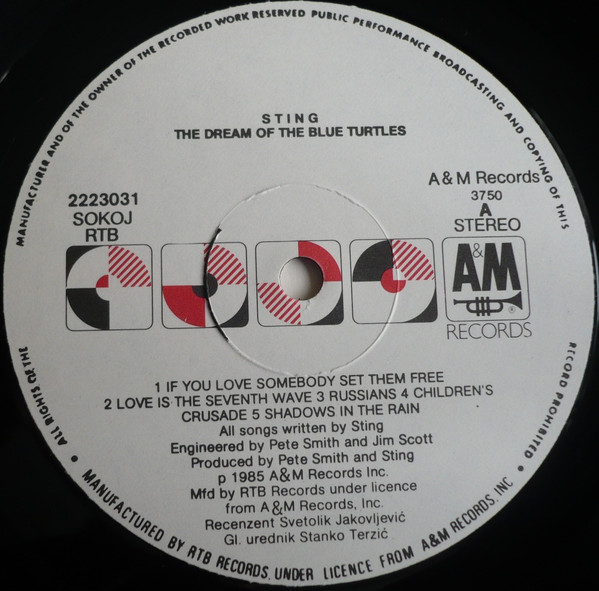 MANUFACTURER AND OF THE OWNER OF THE RECORDED WORK RESERVED PUBLIC PERFORMANCE BROADCASTING AND COPYING OF THIS
STING
THE DREAM OF THE BLUE TURTLES
2223031
SOKOJ
RTB
A&M Records
3750
A
STEREO
A&M
®
RECORDS
1 IF YOU LOVE SOMEBODY SET THEM FREE
2 LOVE IS THE SEVENTH WAVE 3 RUSSIANS 4 CHILDREN'S
CRUSADE 5 SHADOWS IN THE RAIN
All songs written by Sting
Engineered by Pete Smith and Jim Scott
Produced by Pete Smith and Sting
p 1985 A&M Records Inc.
Mfd by RTB Records under licence
from A&M Records, Inc.
Recenzent Svetolik Jakovljević
Gl. urednik Stanko Terzić
• ALL RIGHTS OF THE
RECORD PROHIBITED •
MANUFACTURED BY RTB RECORDS, UNDER LICENCE FROM A&M RECORDS, INC